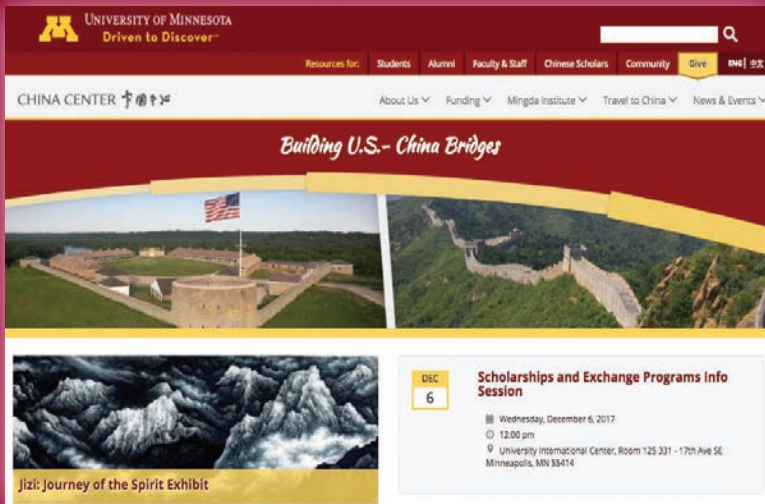 UNIVERSITY OF MINNESOTA
Driven to Discover℠
Resources for: Students Alumni Faculty & Staff Chinese Scholars Community Give ENG | 中文
CHINA CENTER
About Us Funding Mingda Institute Travel to China News & Events
Building U.S.- China Bridges
Jizi: Journey of the Spirit Exhibit
DEC
6
Scholarships and Exchange Programs Info
Session
Wednesday, December 6, 2017
12:00 pm
University International Center, Room 125 331 - 17th Ave SE
Minneapolis, MN 55414